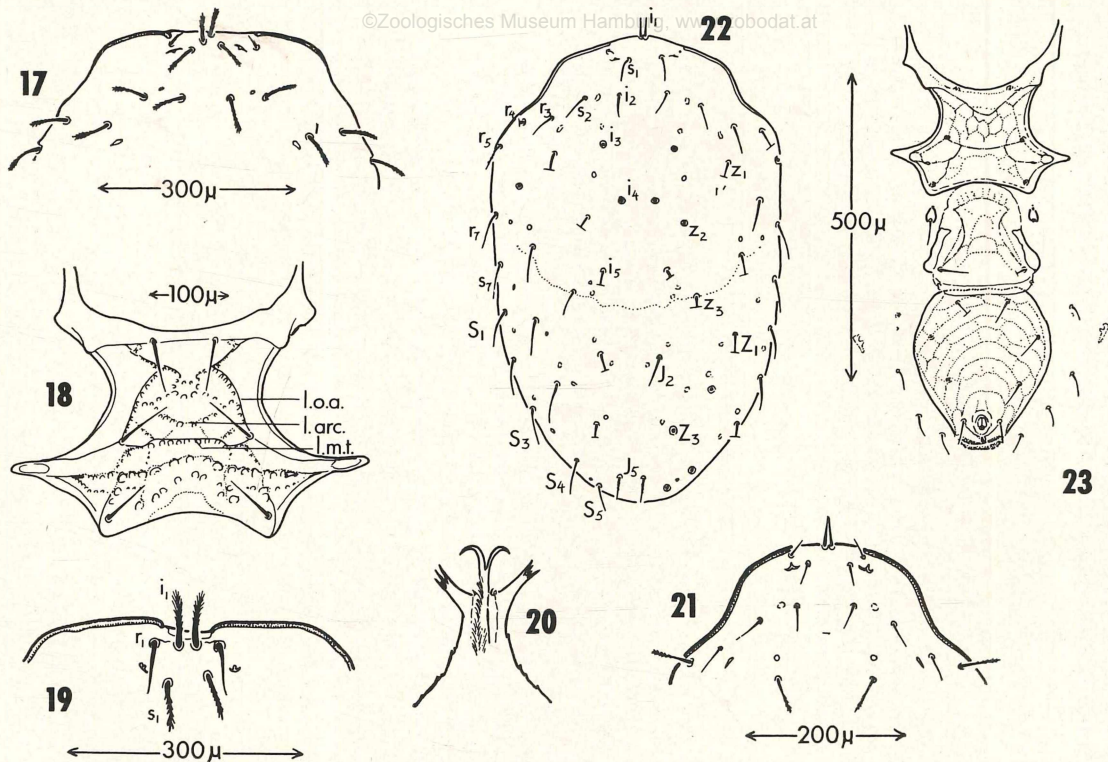 ©Zoologisches Museum Hamburg, www.zobodat.at
17
300µ
18
100µ
l.o.a.
l.arc.
l.m.t.
19
i₁
r₁
s₁
300µ
20
21
200µ
22
i₁
s₁
i₂
s₂
r₃
r₄
r₅
i₃
z₁
i₄
z₂
r₇
i₅
s₇
z₃
S₁
Z₁
J₂
S₃
Z₃
S₄
J₅
S₅
23
500µ